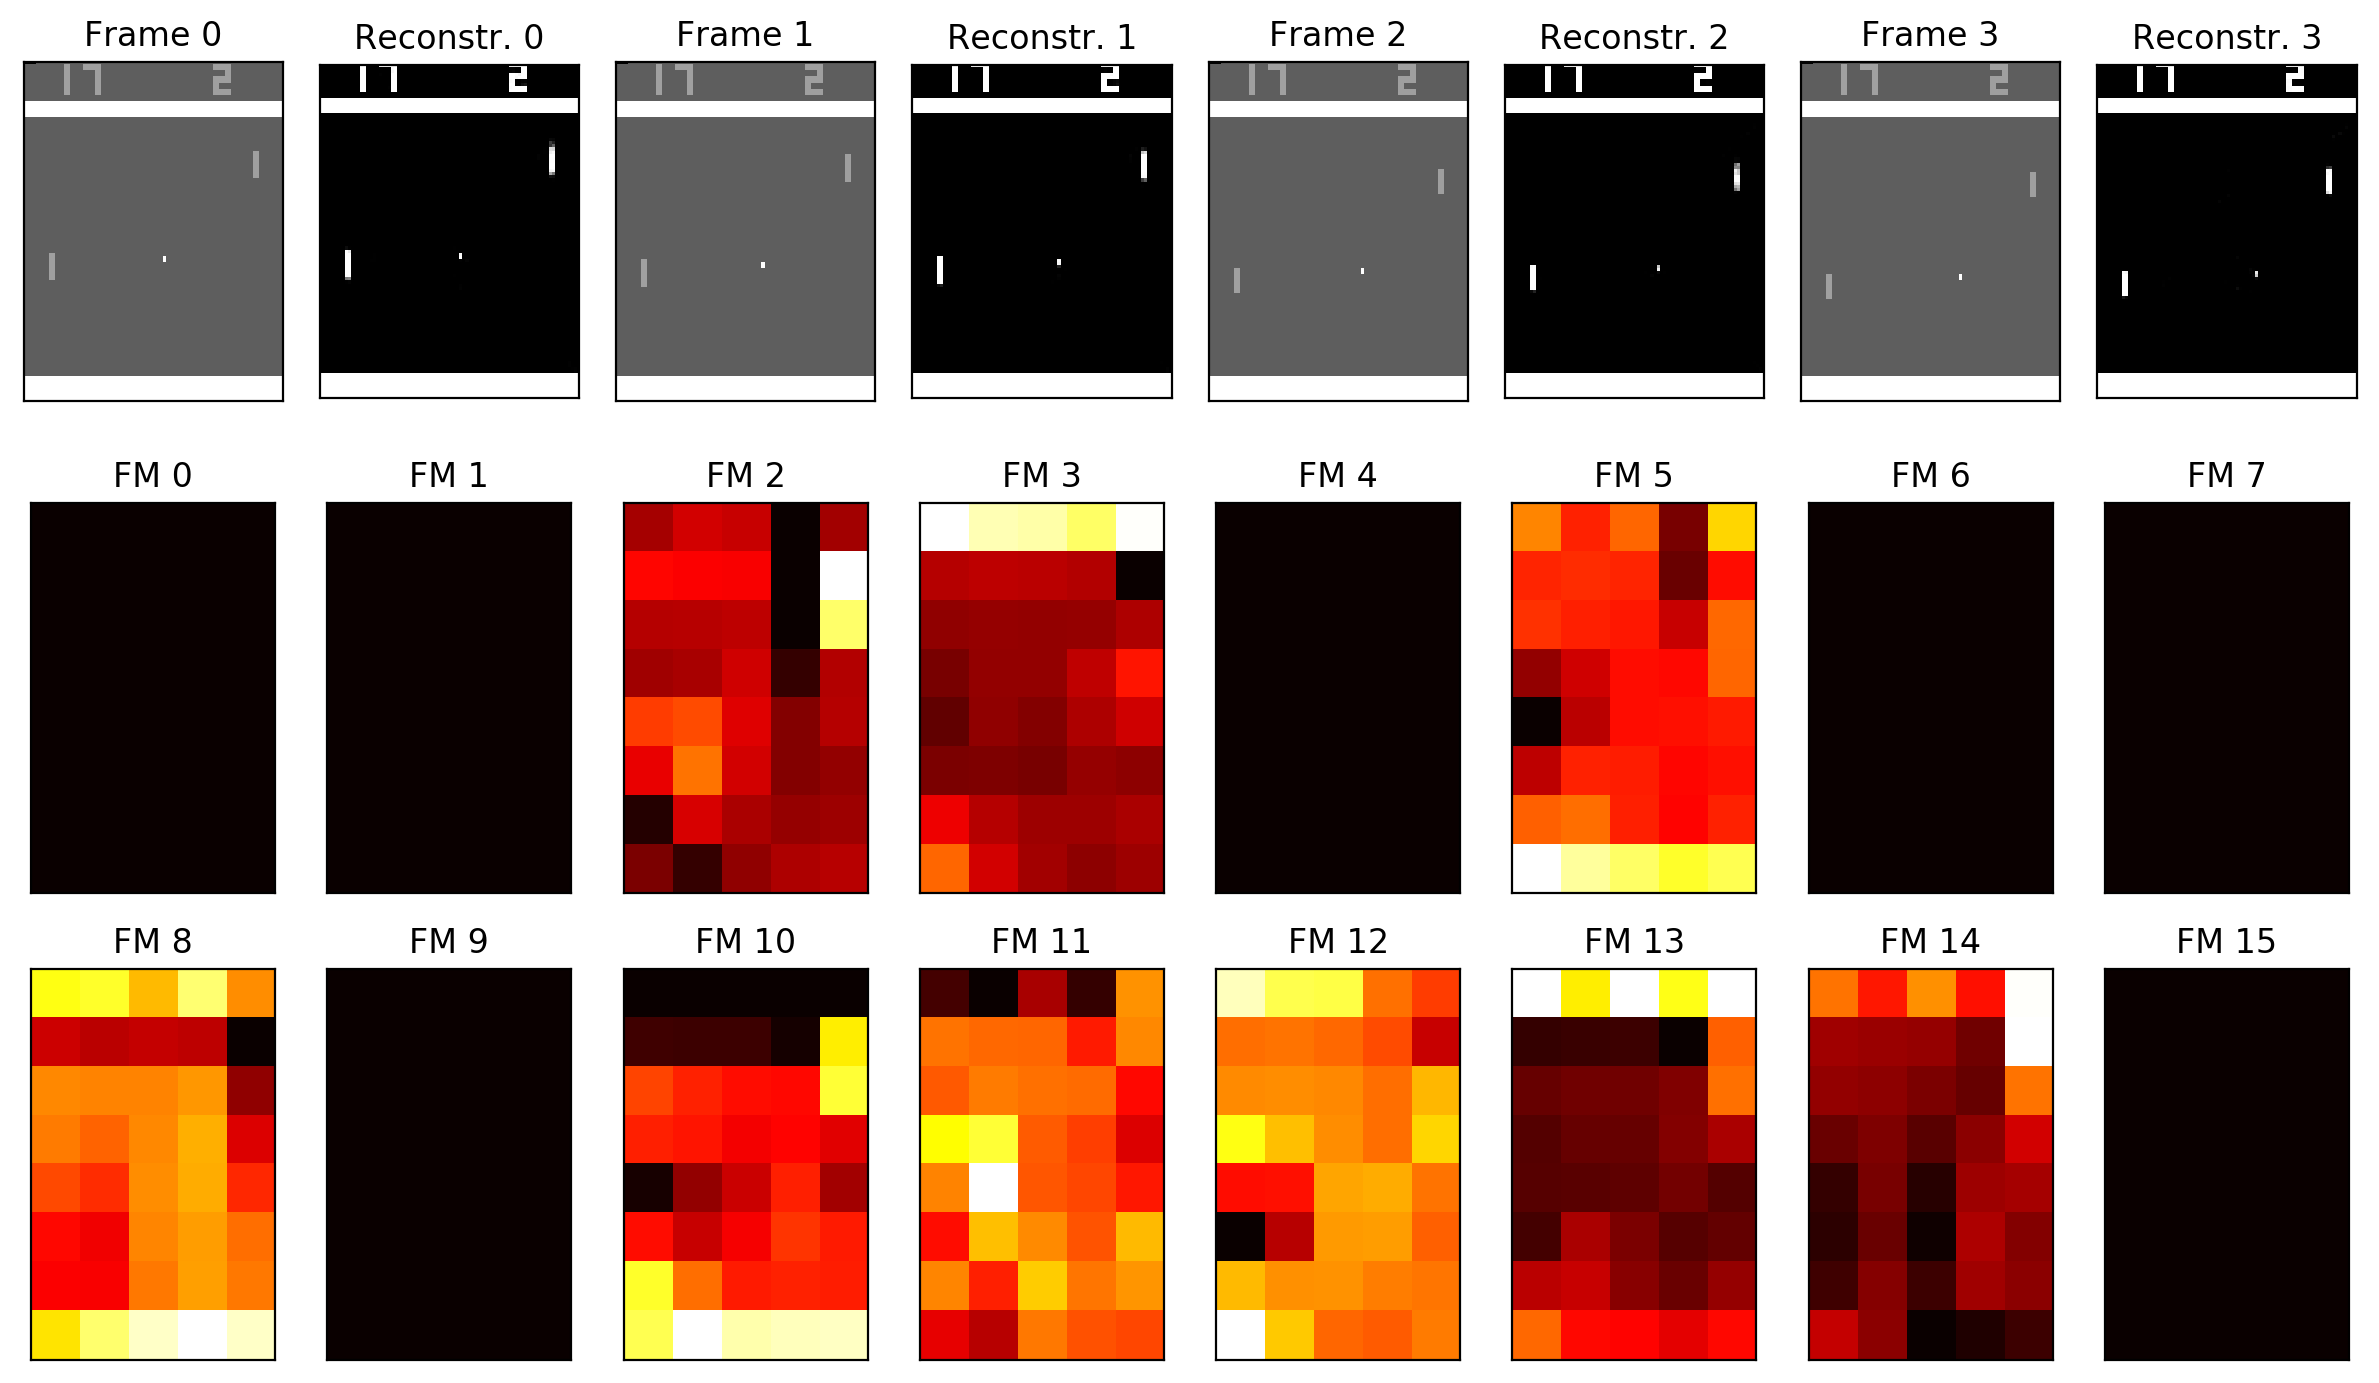 Frame 0 Reconstr. 0 Frame 1 Reconstr. 1 Frame 2 Reconstr. 2 Frame 3 Reconstr. 3
17 2 17 2 17 2 17 2 17 2 17 2 17 2 17 2
FM 0 FM 1 FM 2 FM 3 FM 4 FM 5 FM 6 FM 7
FM 8 FM 9 FM 10 FM 11 FM 12 FM 13 FM 14 FM 15